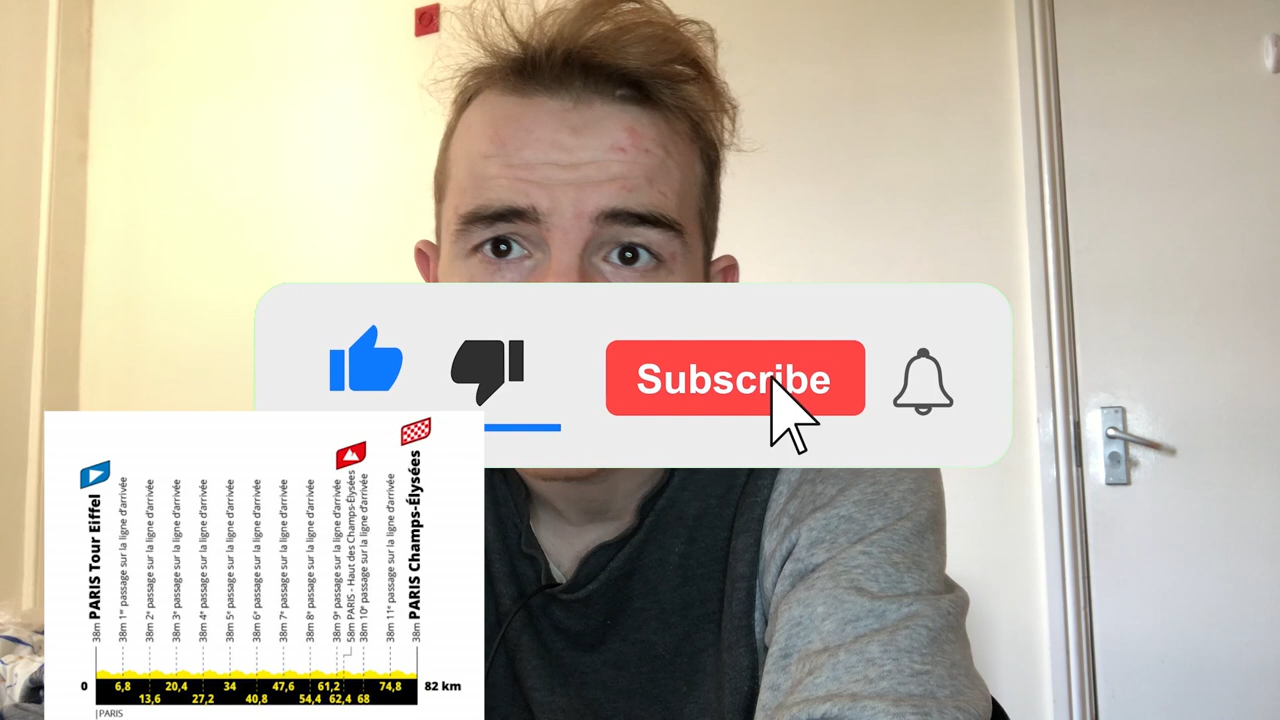 Subscribe
38m PARIS Tour Eiffel
38m 1er passage sur la ligne d'arrivée
38m 2e passage sur la ligne d'arrivée
38m 3e passage sur la ligne d'arrivée
38m 4e passage sur la ligne d'arrivée
38m 5e passage sur la ligne d'arrivée
38m 6e passage sur la ligne d'arrivée
38m 7e passage sur la ligne d'arrivée
38m 8e passage sur la ligne d'arrivée
38m 9e passage sur la ligne d'arrivée
58m PARIS - Haut des Champs-Élysées
38m 10e passage sur la ligne d'arrivée
38m 11e passage sur la ligne d'arrivée
38m PARIS Champs-Élysées
0 6,8 20,4 34 47,6 61,2 74,8 82 km
13,6 27,2 40,8 54,4 62,4 68
PARIS